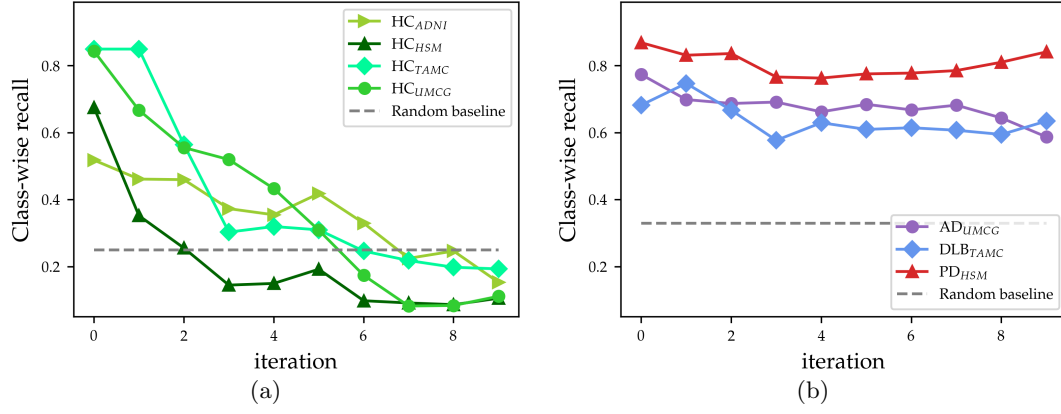 HC_ADNI
HC_HSM
HC_TAMC
HC_UMCG
Random baseline
Class-wise recall
0.8
0.6
0.4
0.2
0 2 4 6 8
iteration
(a)
Class-wise recall
0.8
0.6
0.4
0.2
AD_UMCG
DLB_TAMC
PD_HSM
Random baseline
0 2 4 6 8
iteration
(b)